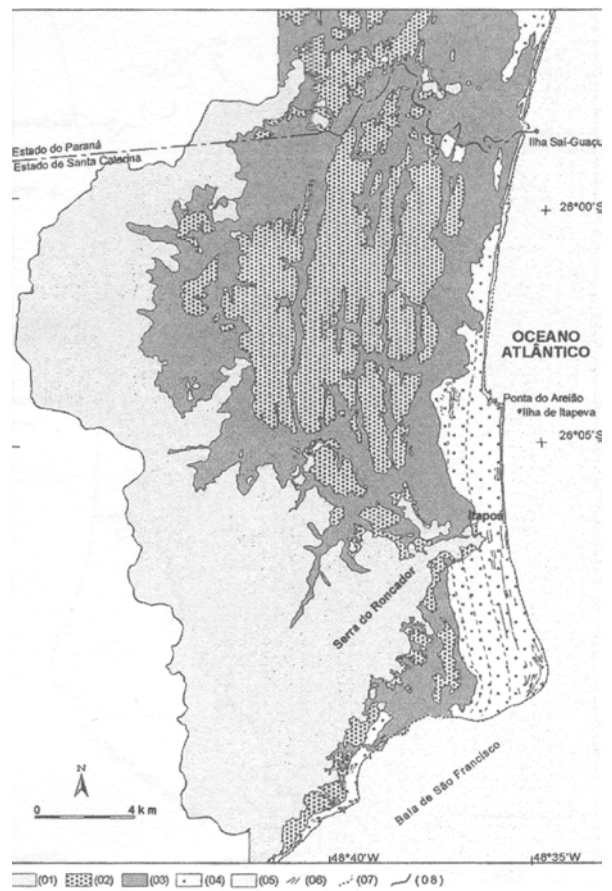 Estado do Paraná
Estado de Santa Catarina
Ilha Saí-Guaçu
26°00'S
OCEANO
ATLÂNTICO
Ponta do Areião
Ilha de Itapeva
26°05'S
Itapoá
Serra do Roncador
N
Baía de São Francisco
0 4 km
48°40'W 48°35'W
(01) (02) (03) (04) (05) (06) (07) (08)